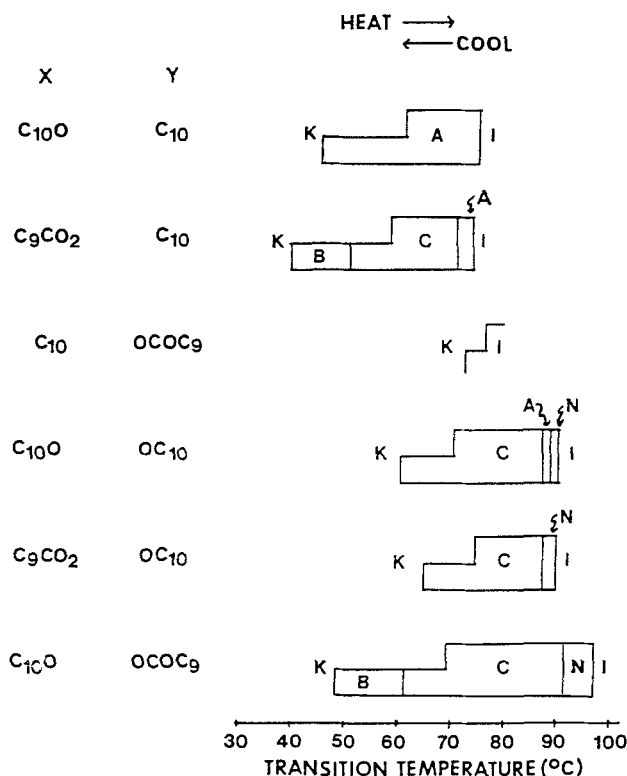 HEAT
COOL
X Y
C10O C10 K A I
A
C9CO2 C10 K B C I
C10 OCOC9 K I
A N
C10O OC10 K C I
N
C9CO2 OC10 K C I
C10O OCOC9 K B C N I
30 40 50 60 70 80 90 100
TRANSITION TEMPERATURE (°C)